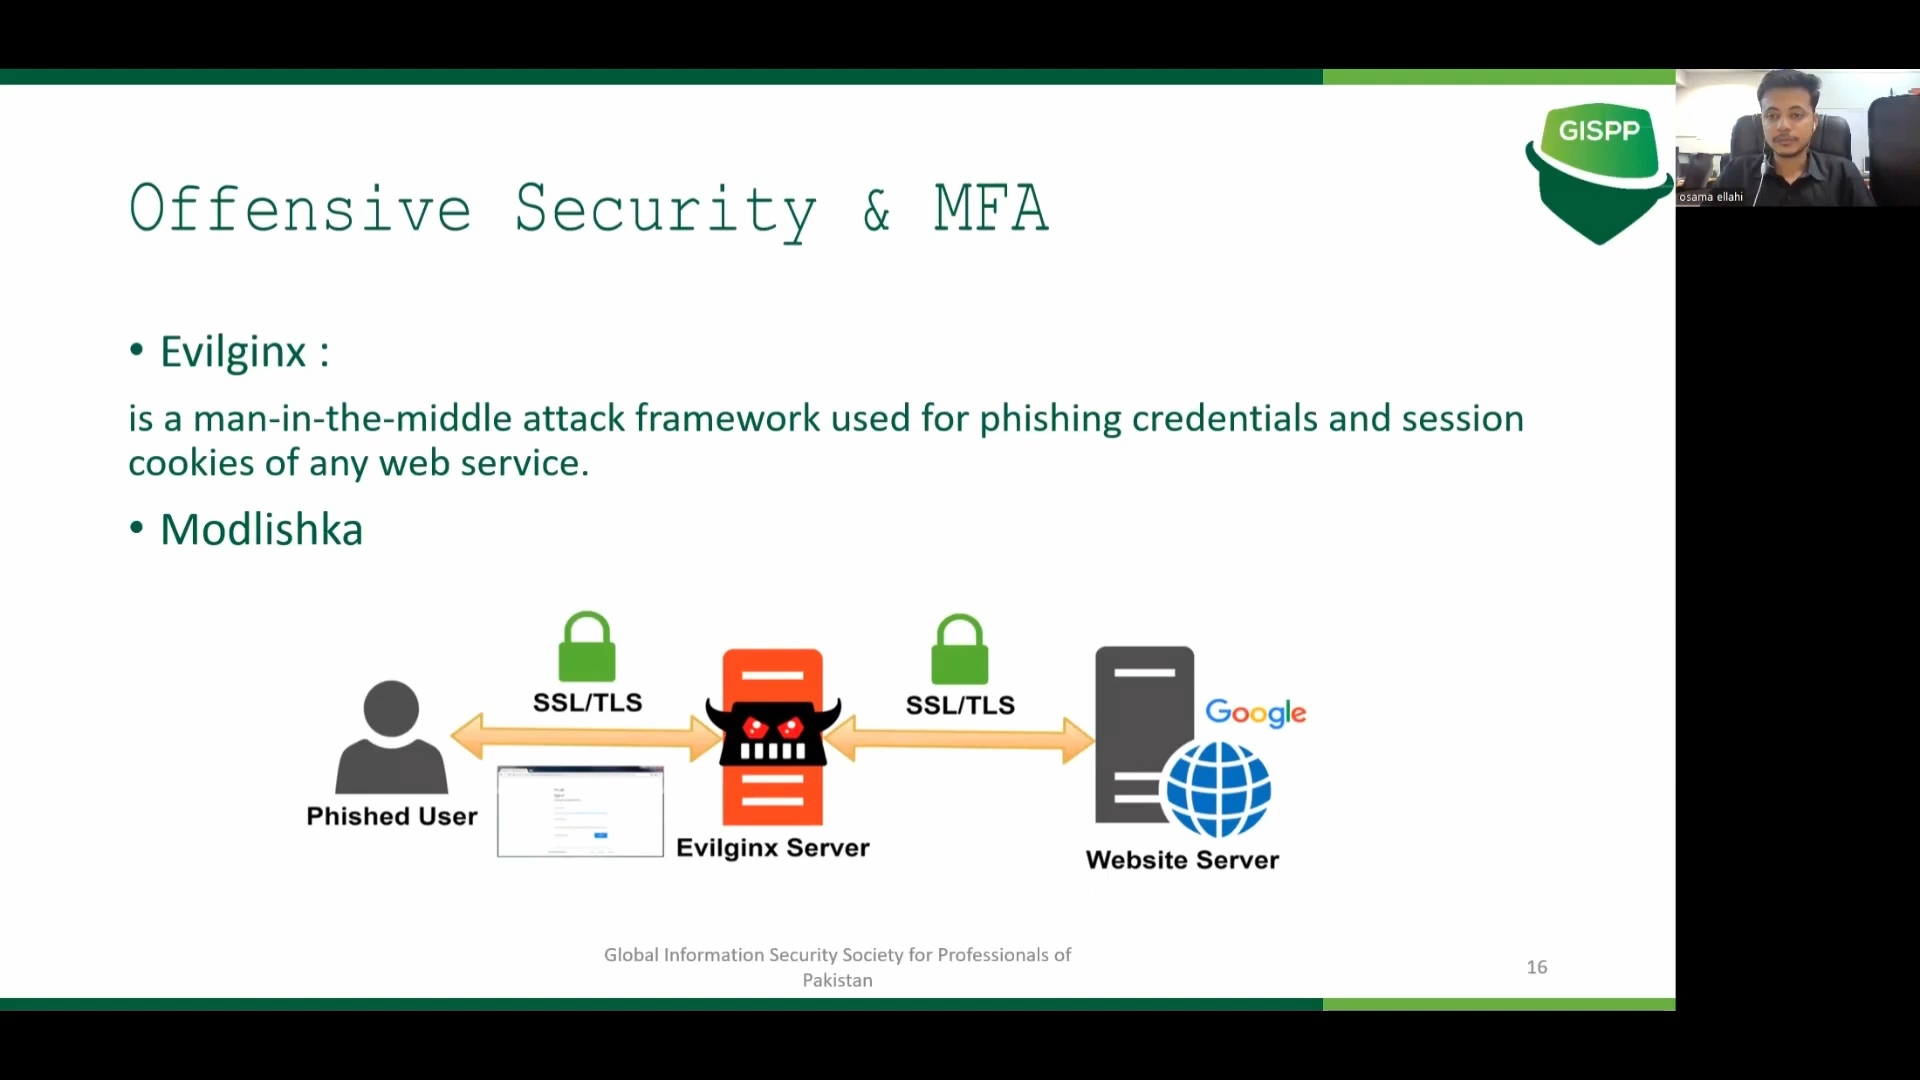 GISPP
osama ellahi
Offensive Security & MFA
• Evilginx :
is a man-in-the-middle attack framework used for phishing credentials and session
cookies of any web service.
• Modlishka
SSL/TLS
SSL/TLS
Google
Phished User
Evilginx Server
Website Server
Global Information Security Society for Professionals of
Pakistan
16